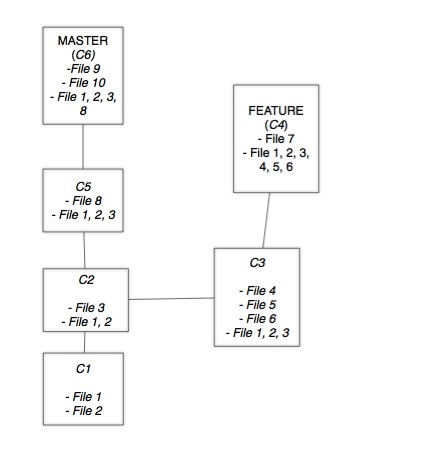 MASTER
(C6)
-File 9
- File 10
- File 1, 2, 3,
8
FEATURE
(C4)
- File 7
- File 1, 2, 3,
4, 5, 6
C5
- File 8
- File 1, 2, 3
C2
- File 3
- File 1, 2
C3
- File 4
- File 5
- File 6
- File 1, 2, 3
C1
- File 1
- File 2